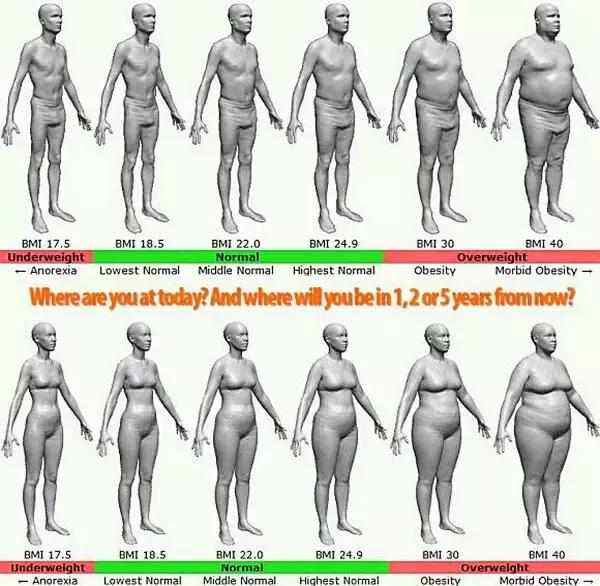 BMI 17.5 BMI 18.5 BMI 22.0 BMI 24.9 BMI 30 BMI 40
Underweight Normal Overweight
← Anorexia Lowest Normal Middle Normal Highest Normal Obesity Morbid Obesity →
Where are you at today? And where will you be in 1, 2 or 5 years from now?
BMI 17.5 BMI 18.5 BMI 22.0 BMI 24.9 BMI 30 BMI 40
Underweight Normal Overweight
← Anorexia Lowest Normal Middle Normal Highest Normal Obesity Morbid Obesity →